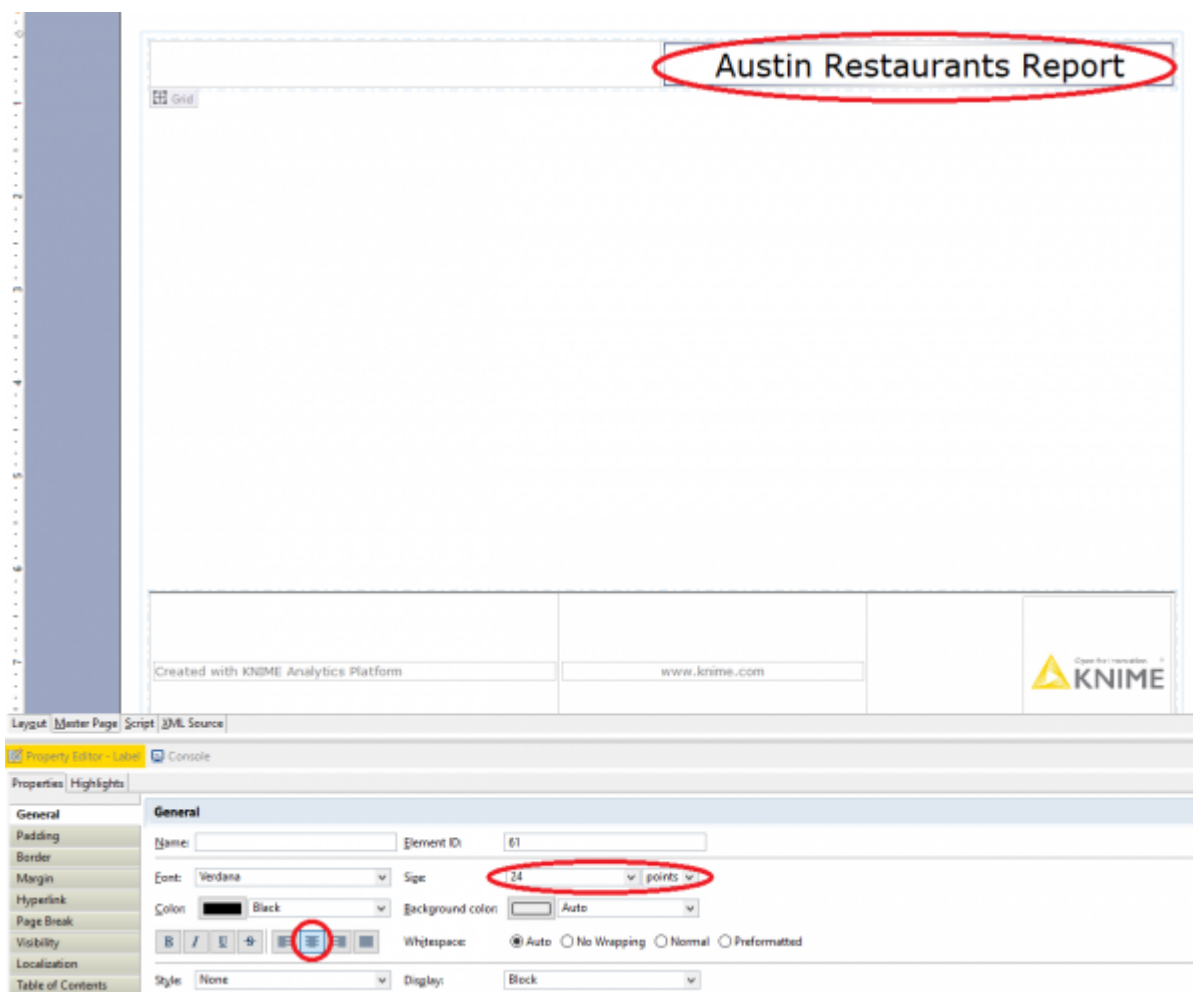 Austin Restaurants Report
Grid
Created with KNIME Analytics Platform
www.knime.com
KNIME
Layout Master Page Script XML Source
Property Editor - Label Console
Properties Highlights
General
Padding
Border
Margin
Hyperlink
Page Break
Visibility
Localization
Table of Contents
General
Name: Element ID: 61
Font: Verdana Size: 24 points
Color: Black Background color: Auto
B I U S Whitespace: Auto No Wrapping Normal Preformatted
Style: None Display: Block